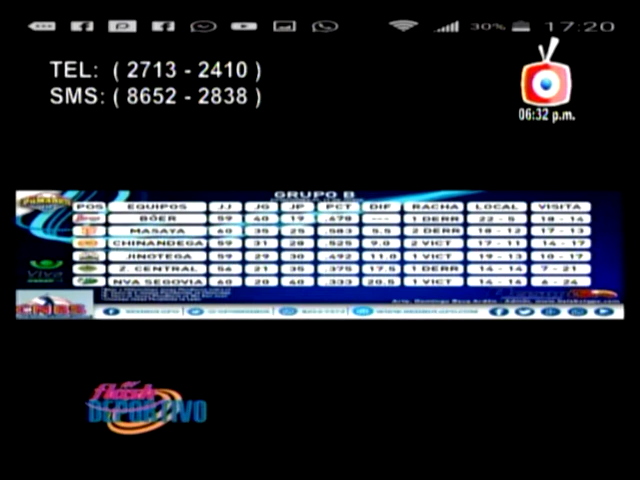 30% 17:20
TEL: ( 2713 - 2410 )
SMS: ( 8652 - 2838 )
06:32 p.m.
GRUPO B
POS EQUIPOS JJ JG JP PCT DIF RACHA LOCAL VISITA
BÓER 59 40 19 .678 --- 1 DERR 22 - 5 18 - 14
MASAYA 60 35 25 .583 5.5 2 DERR 18 - 12 17 - 13
CHINANDEGA 59 31 28 .525 9.0 2 VICT 17 - 11 14 - 17
JINOTEGA 59 29 30 .492 11.0 1 VICT 19 - 13 10 - 17
Z. CENTRAL 56 21 35 .375 17.5 1 DERR 14 - 14 7 - 21
NVA SEGOVIA 60 20 40 .333 20.5 1 VICT 14 - 16 6 - 24
Viva
flash
DEPORTIVO